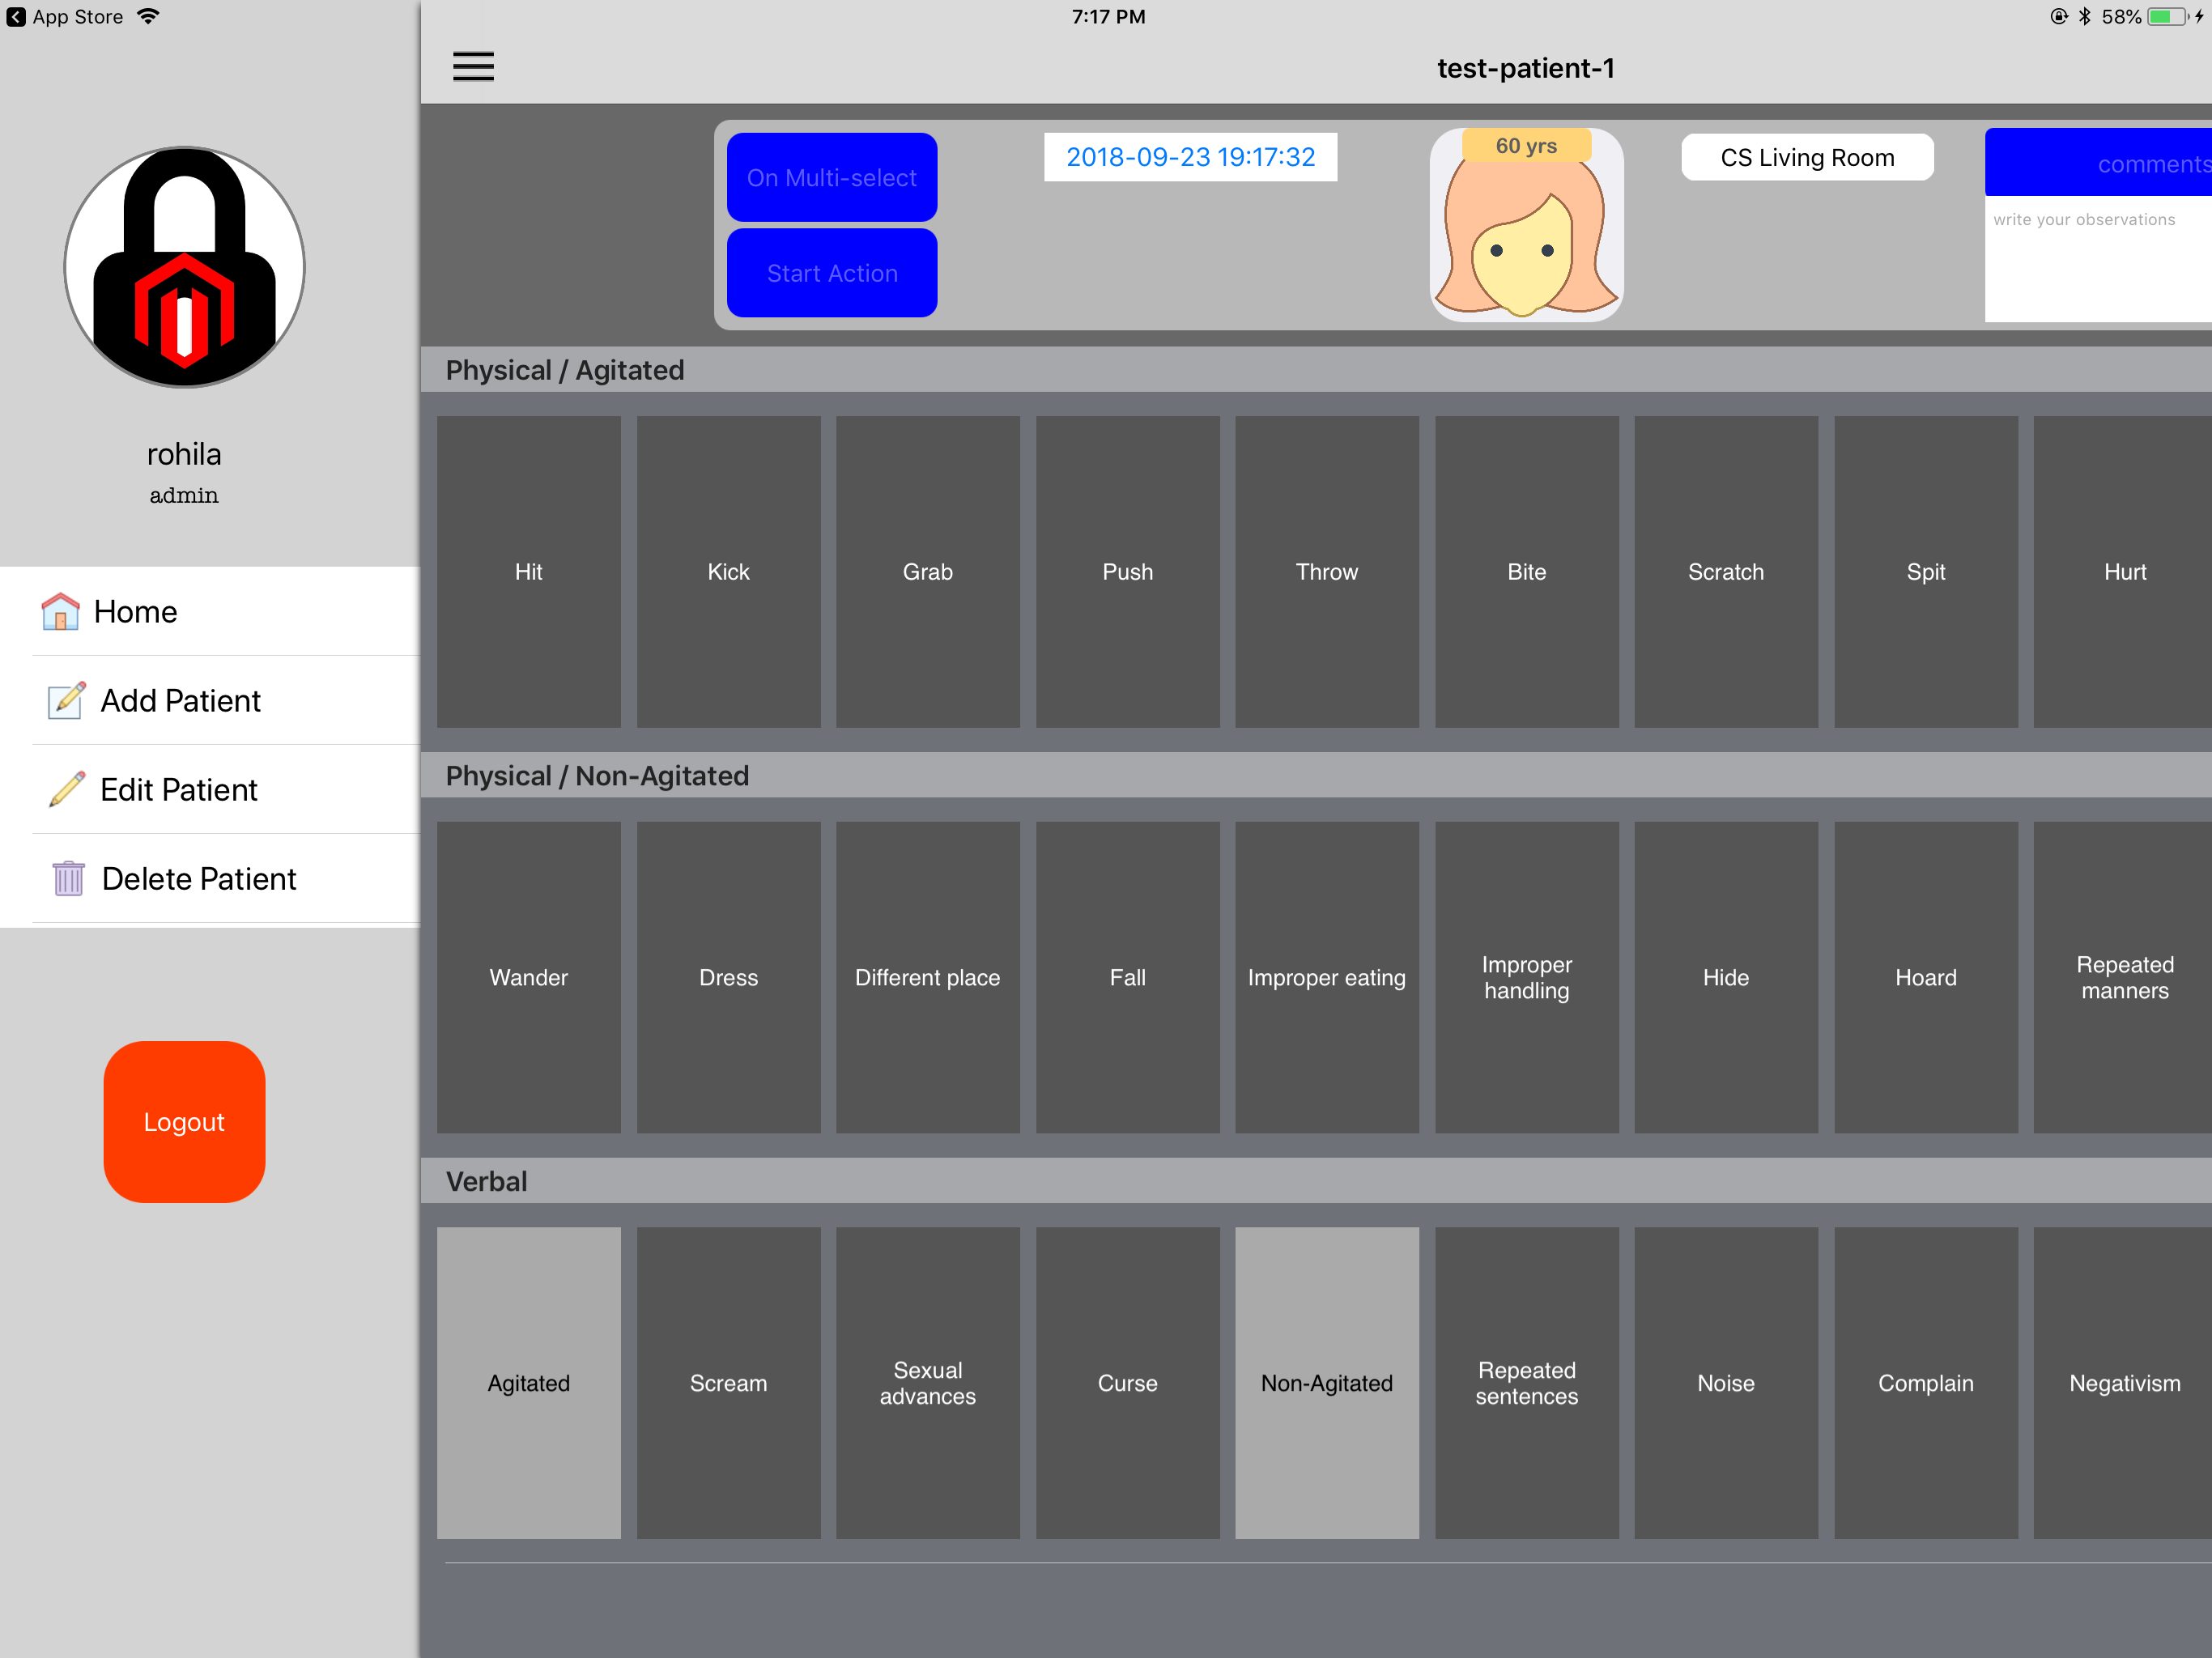 App Store
7:17 PM
58%
test-patient-1
rohila
admin
Home
Add Patient
Edit Patient
Delete Patient
Logout
On Multi-select
Start Action
2018-09-23 19:17:32
60 yrs
CS Living Room
comments
write your observations
Physical / Agitated
Hit
Kick
Grab
Push
Throw
Bite
Scratch
Spit
Hurt
Physical / Non-Agitated
Wander
Dress
Different place
Fall
Improper eating
Improper
handling
Hide
Hoard
Repeated
manners
Verbal
Agitated
Scream
Sexual
advances
Curse
Non-Agitated
Repeated
sentences
Noise
Complain
Negativism